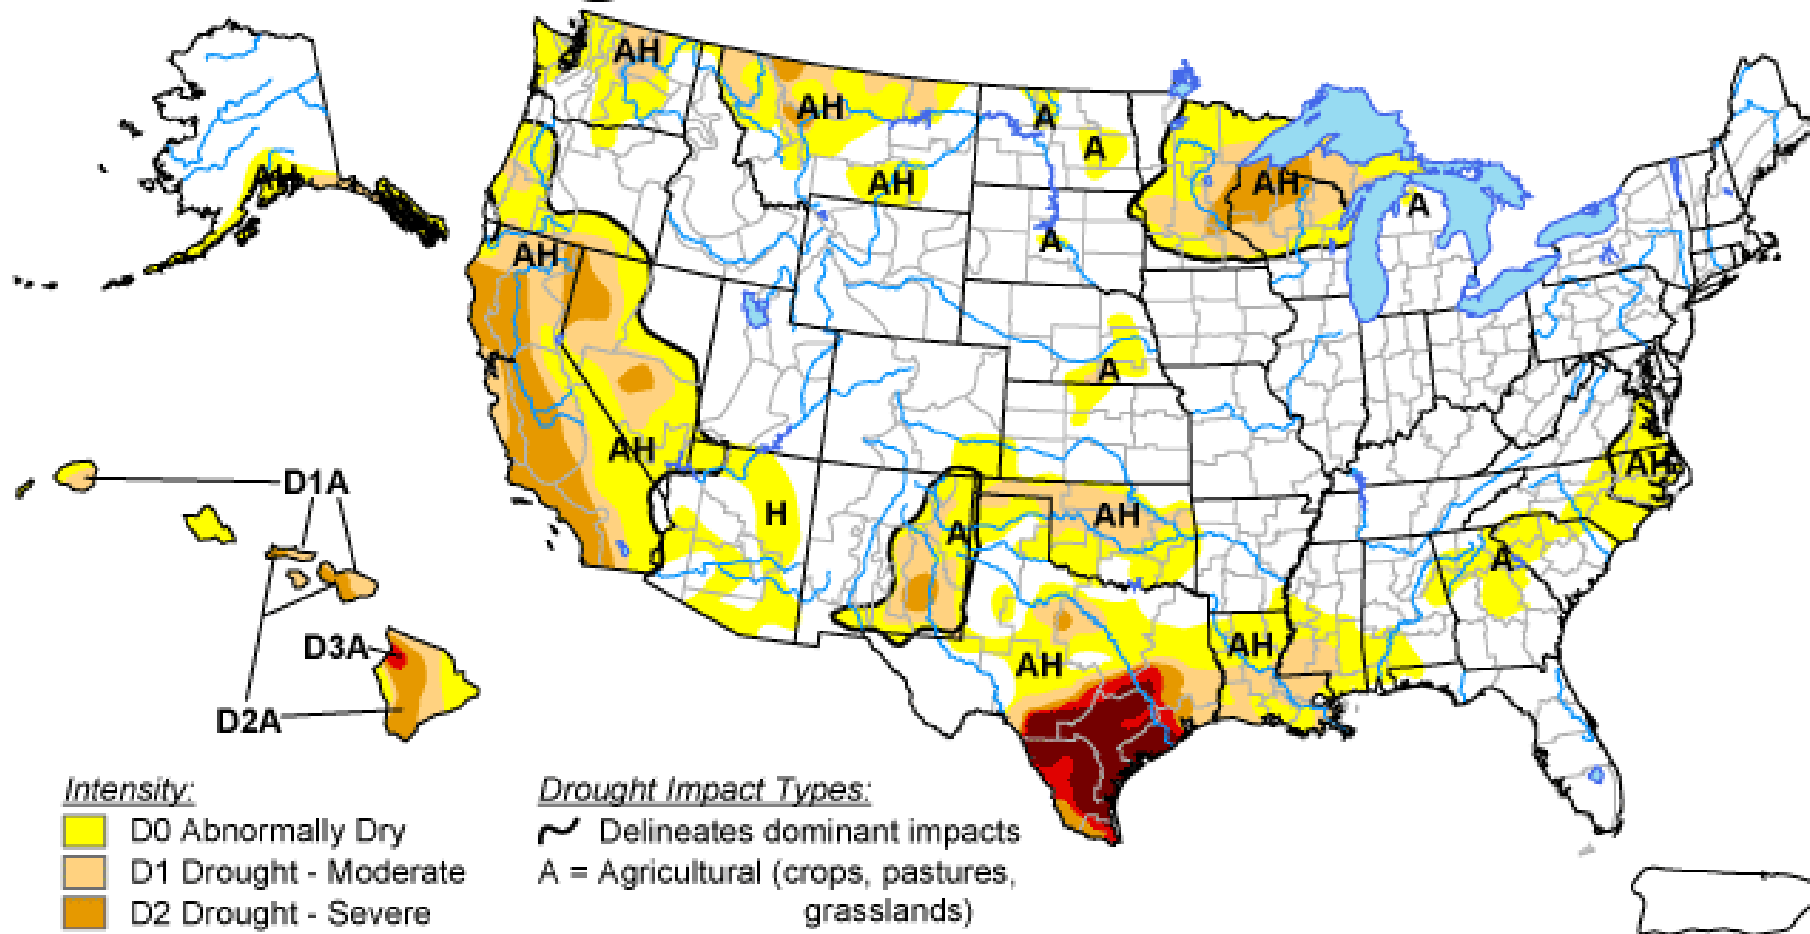 AH
AH
A
A
AH
AH
AH
A
A
AH
A
AH
AH
H
AH
A
A
AH
AH
D1A
D3A
D2A
Intensity:
D0 Abnormally Dry
D1 Drought - Moderate
D2 Drought - Severe
Drought Impact Types:
Delineates dominant impacts
A = Agricultural (crops, pastures,
grasslands)